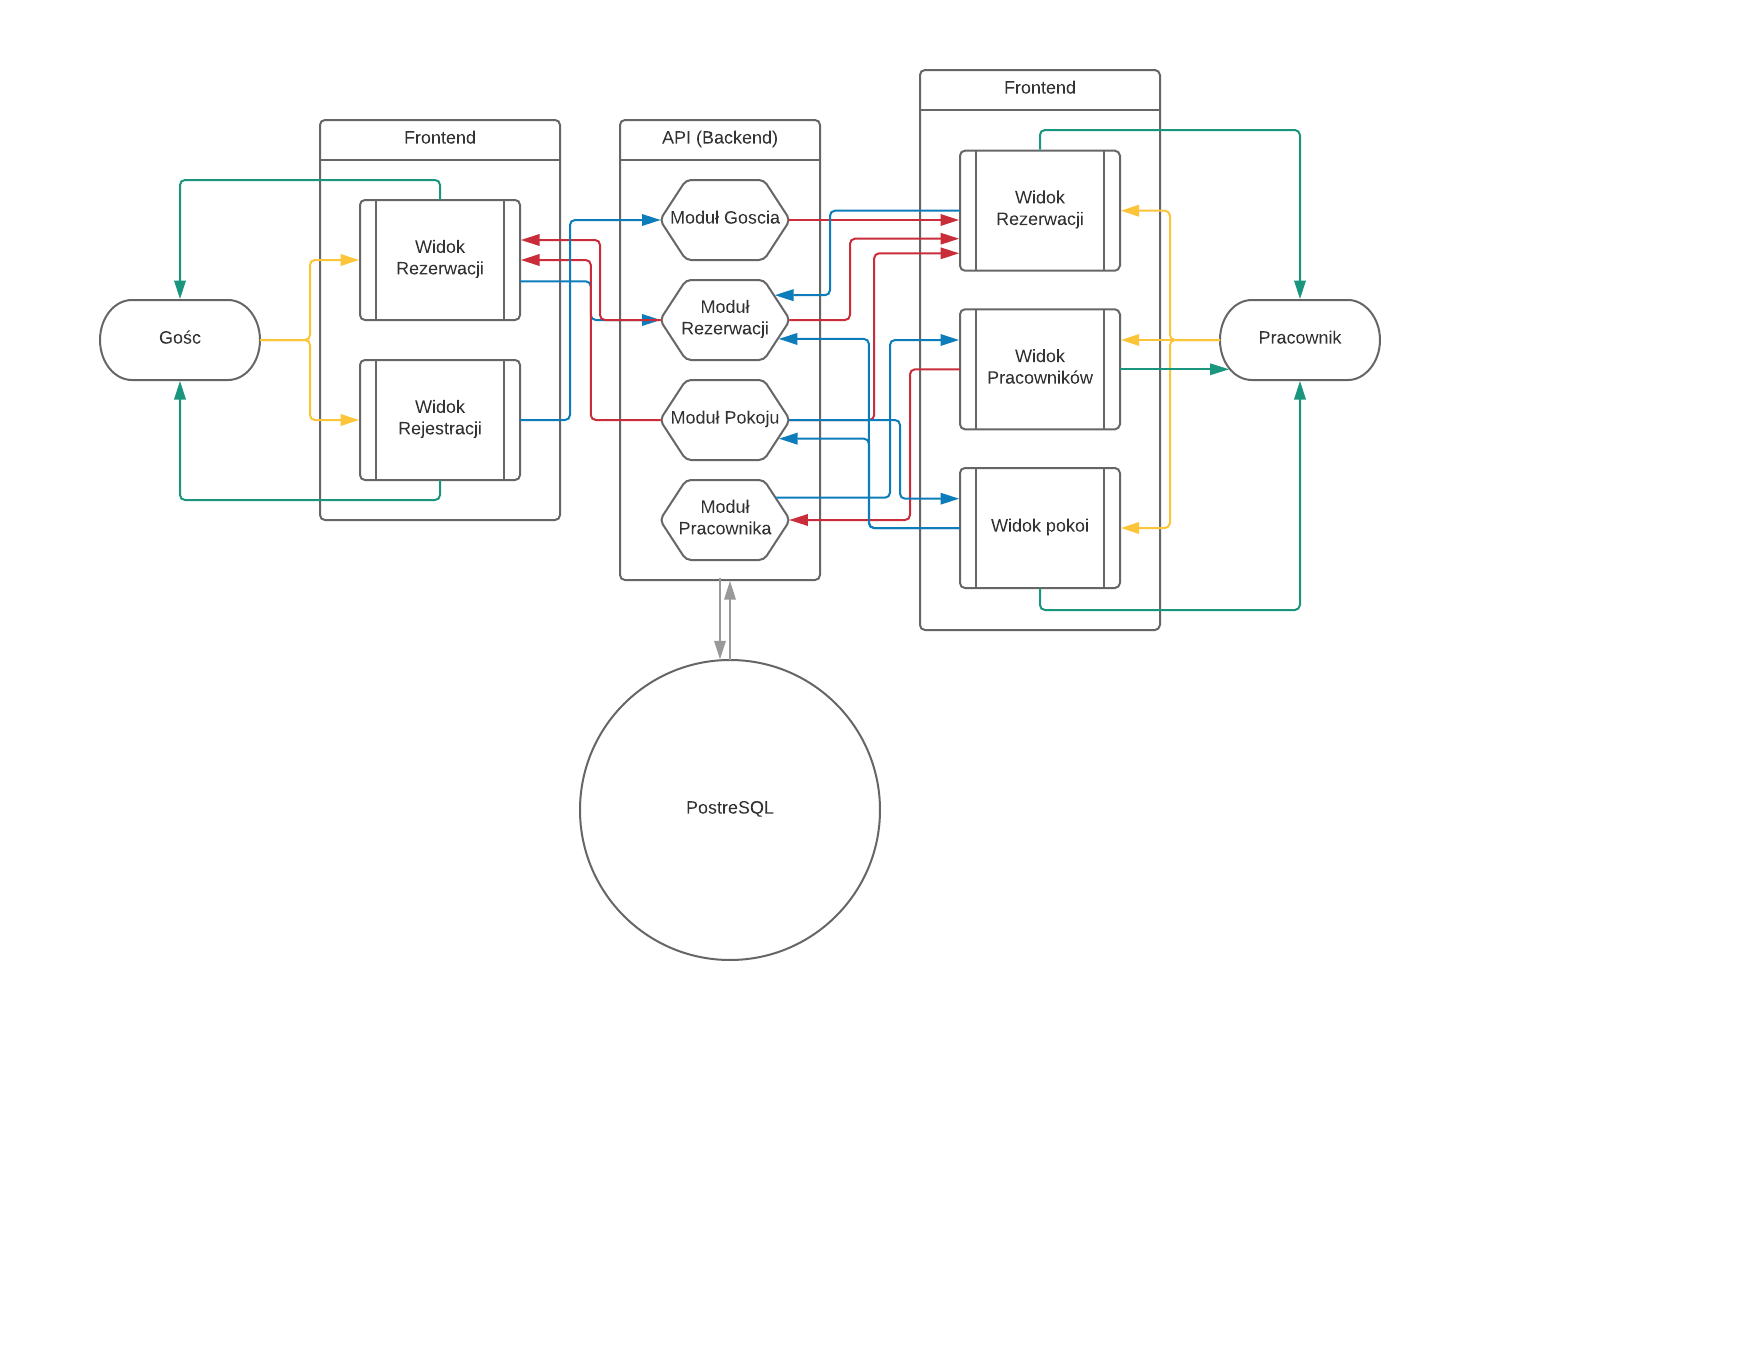 Frontend
Frontend
API (Backend)
Widok
Rezerwacji
Moduł Goscia
Widok
Rezerwacji
Moduł
Rezerwacji
Gośc
Pracownik
Widok
Pracowników
Widok
Rejestracji
Moduł Pokoju
Moduł
Pracownika
Widok pokoi
PostreSQL